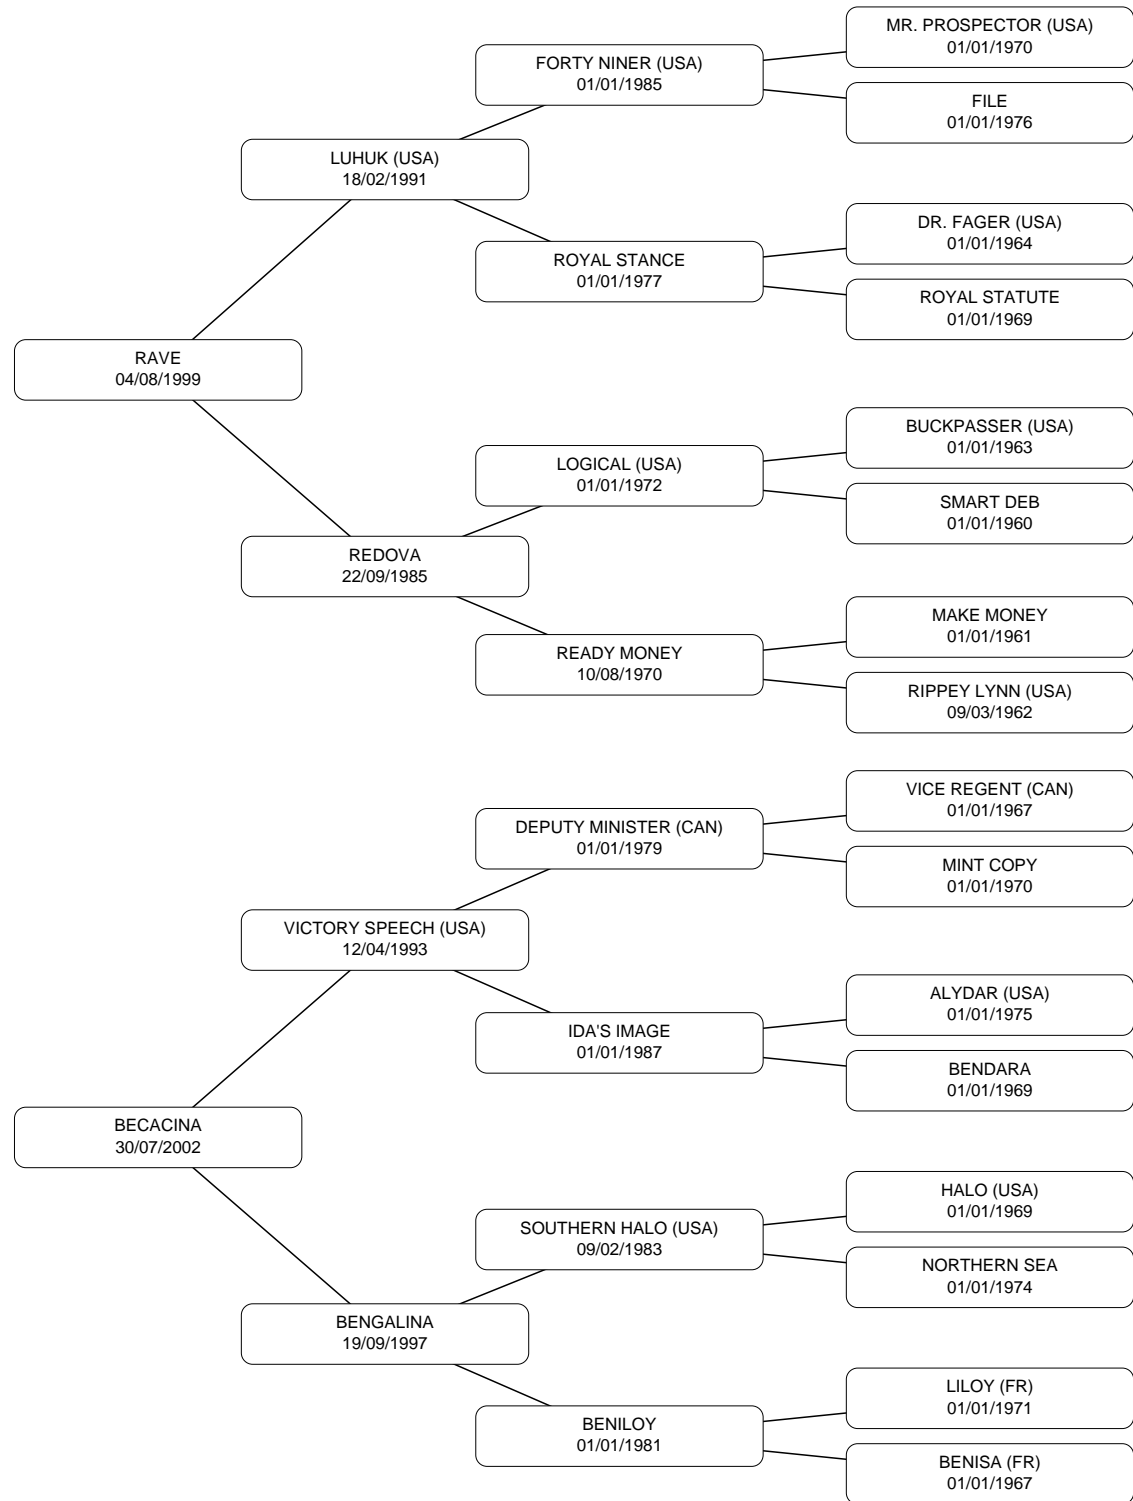 MR. PROSPECTOR (USA)
01/01/1970
FORTY NINER (USA)
01/01/1985
FILE
01/01/1976
LUHUK (USA)
18/02/1991
DR. FAGER (USA)
01/01/1964
ROYAL STANCE
01/01/1977
ROYAL STATUTE
01/01/1969
RAVE
04/08/1999
BUCKPASSER (USA)
01/01/1963
LOGICAL (USA)
01/01/1972
SMART DEB
01/01/1960
REDOVA
22/09/1985
MAKE MONEY
01/01/1961
READY MONEY
10/08/1970
RIPPEY LYNN (USA)
09/03/1962
VICE REGENT (CAN)
01/01/1967
DEPUTY MINISTER (CAN)
01/01/1979
MINT COPY
01/01/1970
VICTORY SPEECH (USA)
12/04/1993
ALYDAR (USA)
01/01/1975
IDA'S IMAGE
01/01/1987
BENDARA
01/01/1969
BECACINA
30/07/2002
HALO (USA)
01/01/1969
SOUTHERN HALO (USA)
09/02/1983
NORTHERN SEA
01/01/1974
BENGALINA
19/09/1997
LILOY (FR)
01/01/1971
BENILOY
01/01/1981
BENISA (FR)
01/01/1967